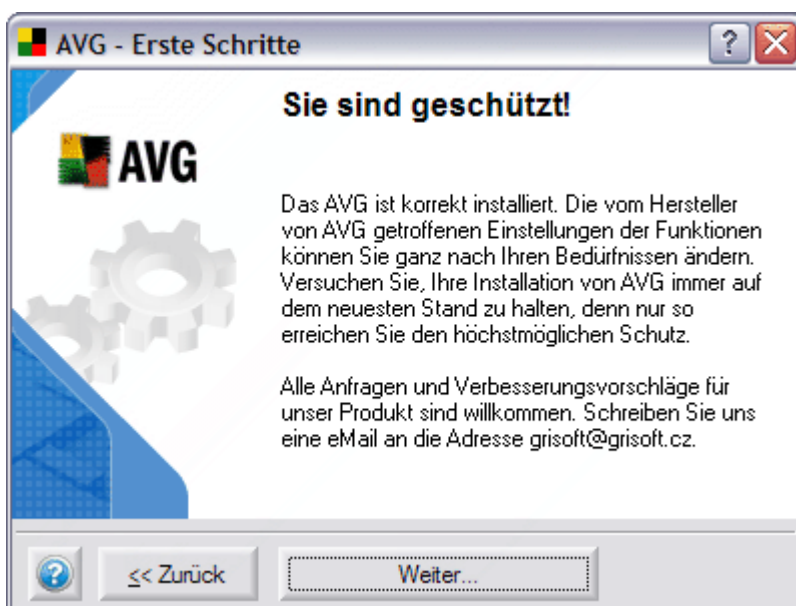 AVG - Erste Schritte
?
Sie sind geschützt!
AVG
Das AVG ist korrekt installiert. Die vom Hersteller
von AVG getroffenen Einstellungen der Funktionen
können Sie ganz nach Ihren Bedürfnissen ändern.
Versuchen Sie, Ihre Installation von AVG immer auf
dem neuesten Stand zu halten, denn nur so
erreichen Sie den höchstmöglichen Schutz.
Alle Anfragen und Verbesserungsvorschläge für
unser Produkt sind willkommen. Schreiben Sie uns
eine eMail an die Adresse grisoft@grisoft.cz.
?
<< Zurück
Weiter...